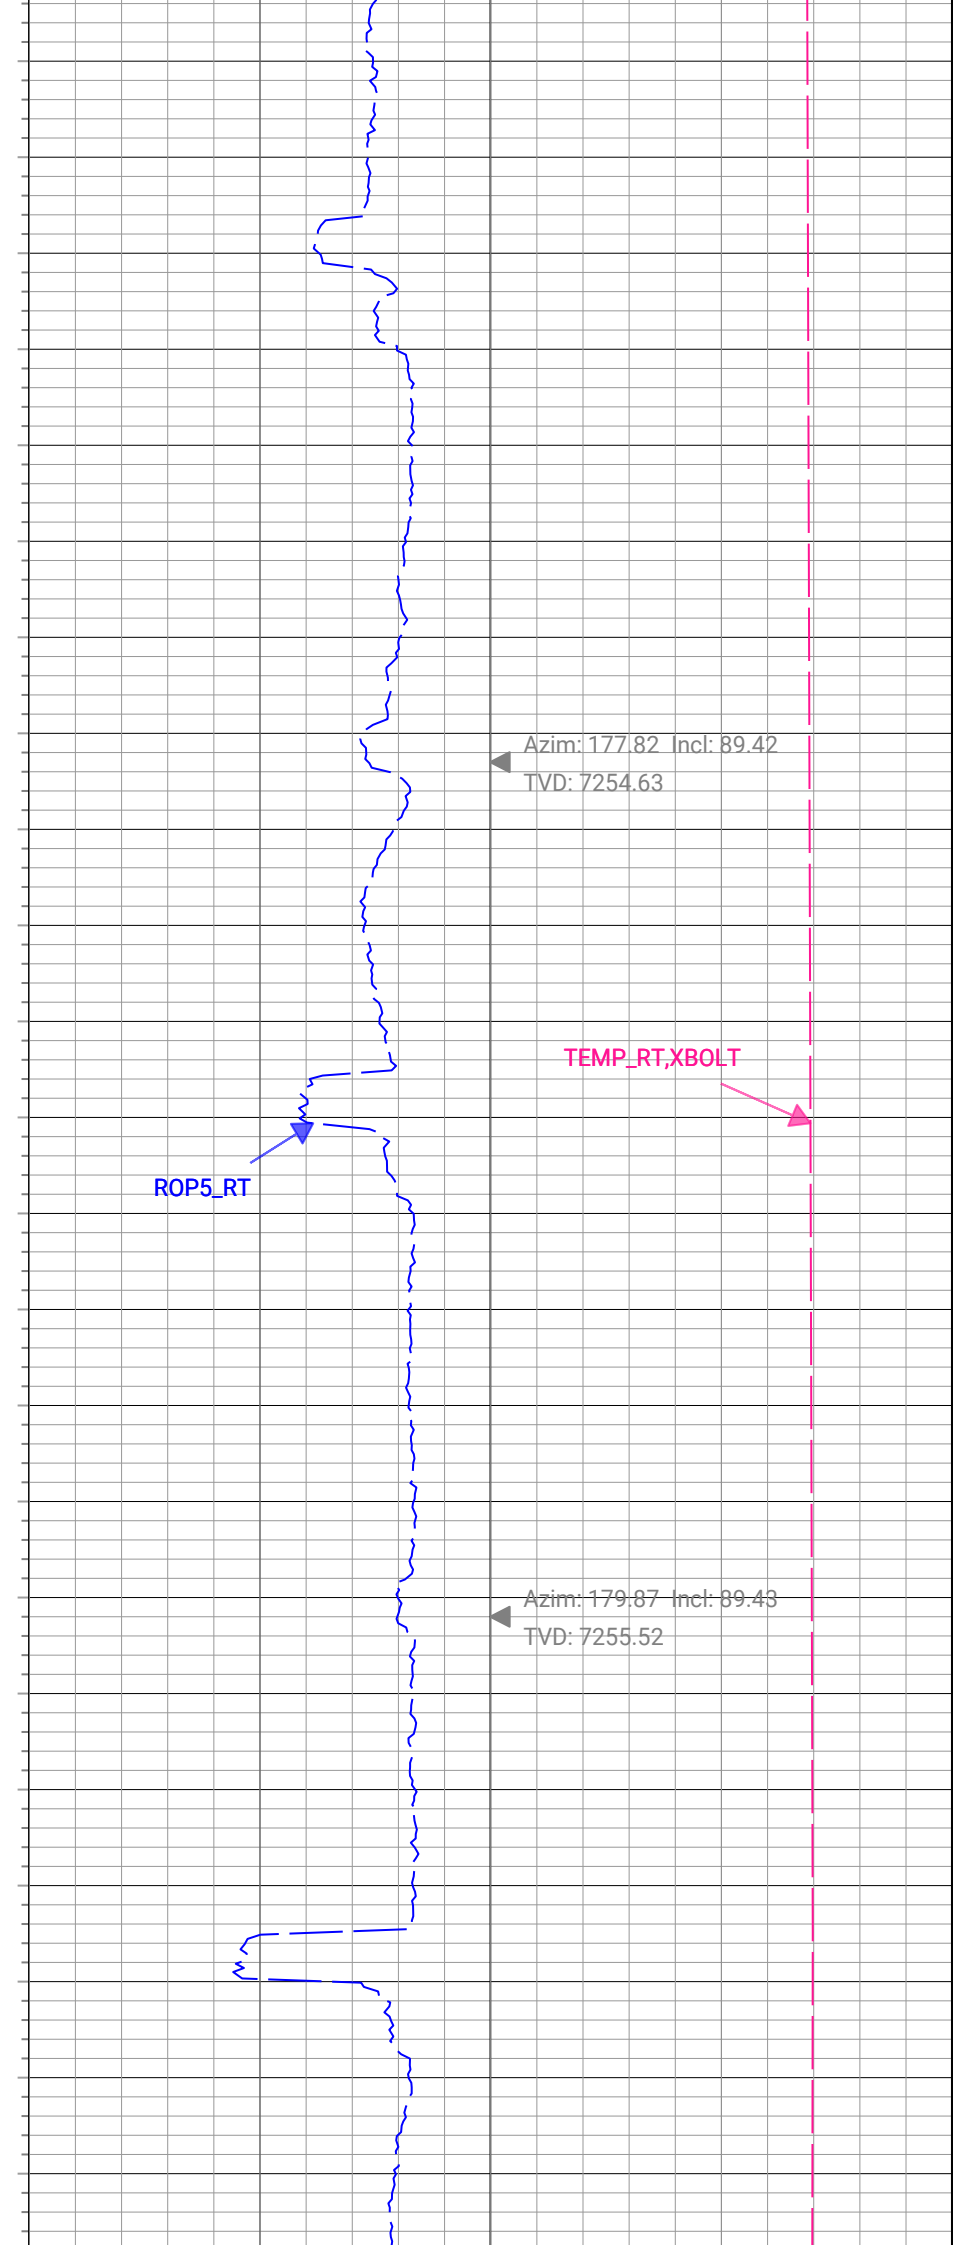 Azim: 177.82 Incl: 89.42
TVD: 7254.63
TEMP_RT,XBOLT
ROP5_RT
Azim: 179.87 Incl: 89.43
TVD: 7255.52